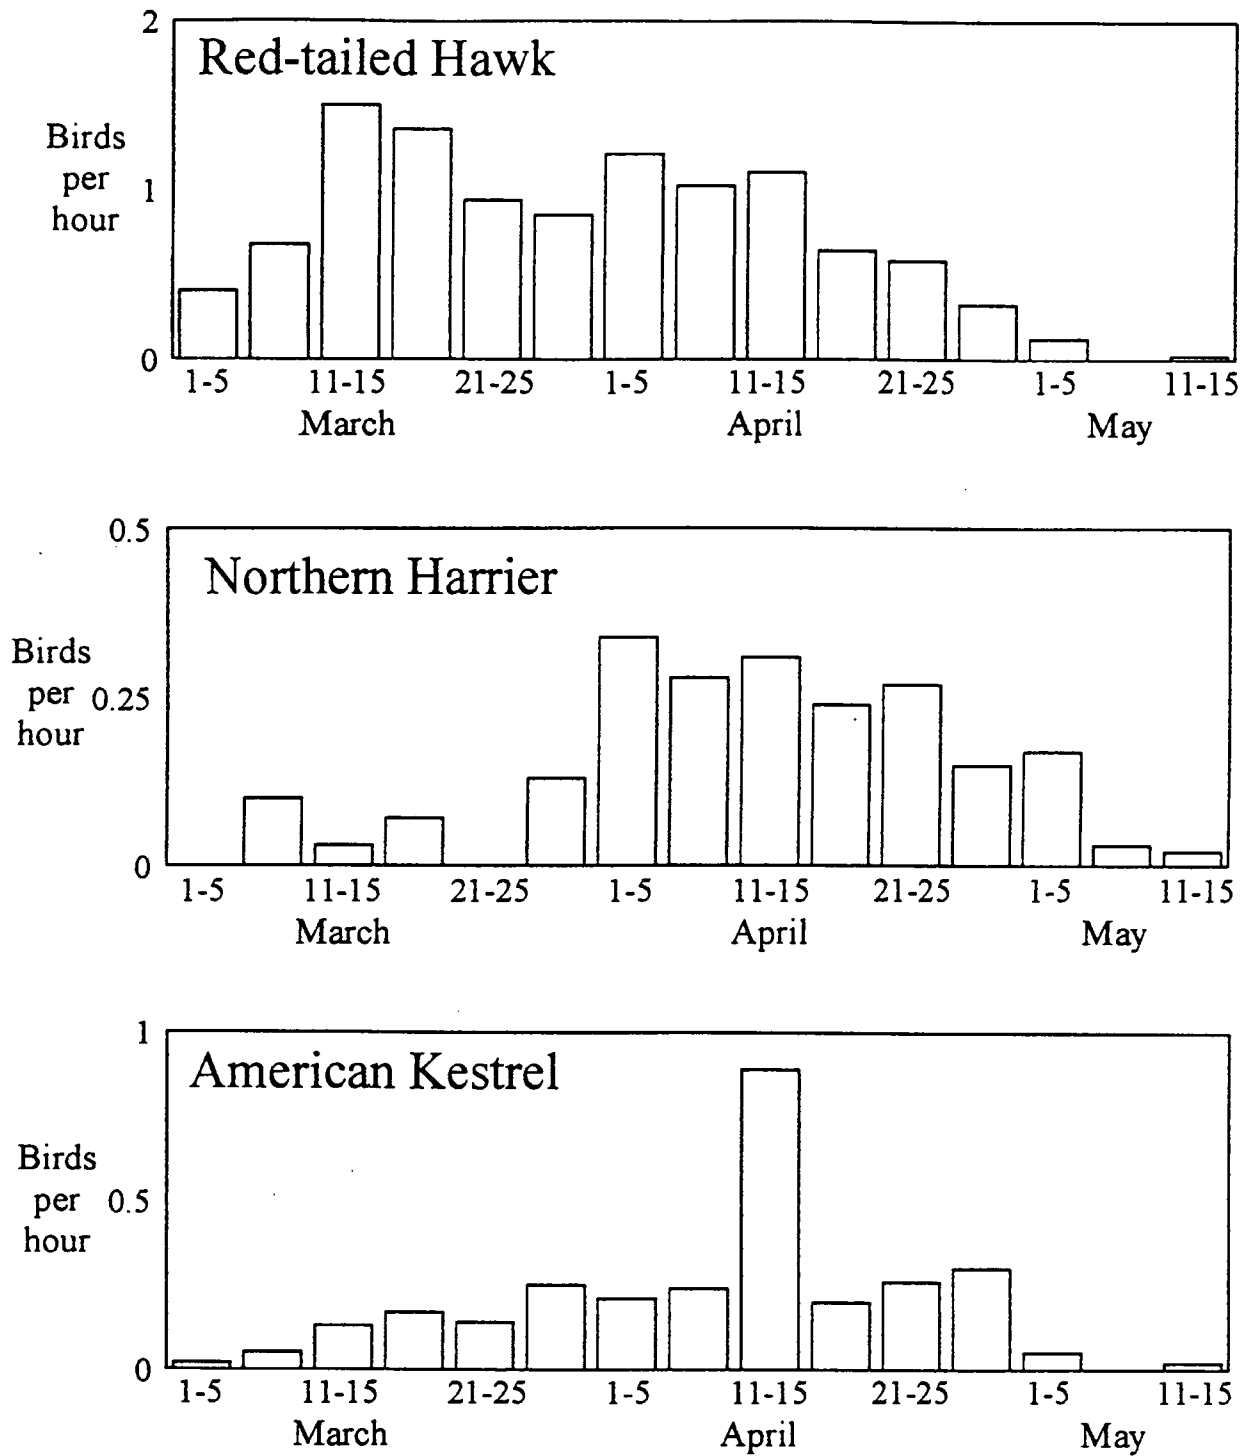 2
Red-tailed Hawk
Birds
per
hour
1
0
1-5 11-15 21-25 1-5 11-15 21-25 1-5 11-15
March April May
0.5
Northern Harrier
Birds
per
hour
0.25
0
1-5 11-15 21-25 1-5 11-15 21-25 1-5 11-15
March April May
1
American Kestrel
Birds
per
hour
0.5
0
1-5 11-15 21-25 1-5 11-15 21-25 1-5 11-15
March April May